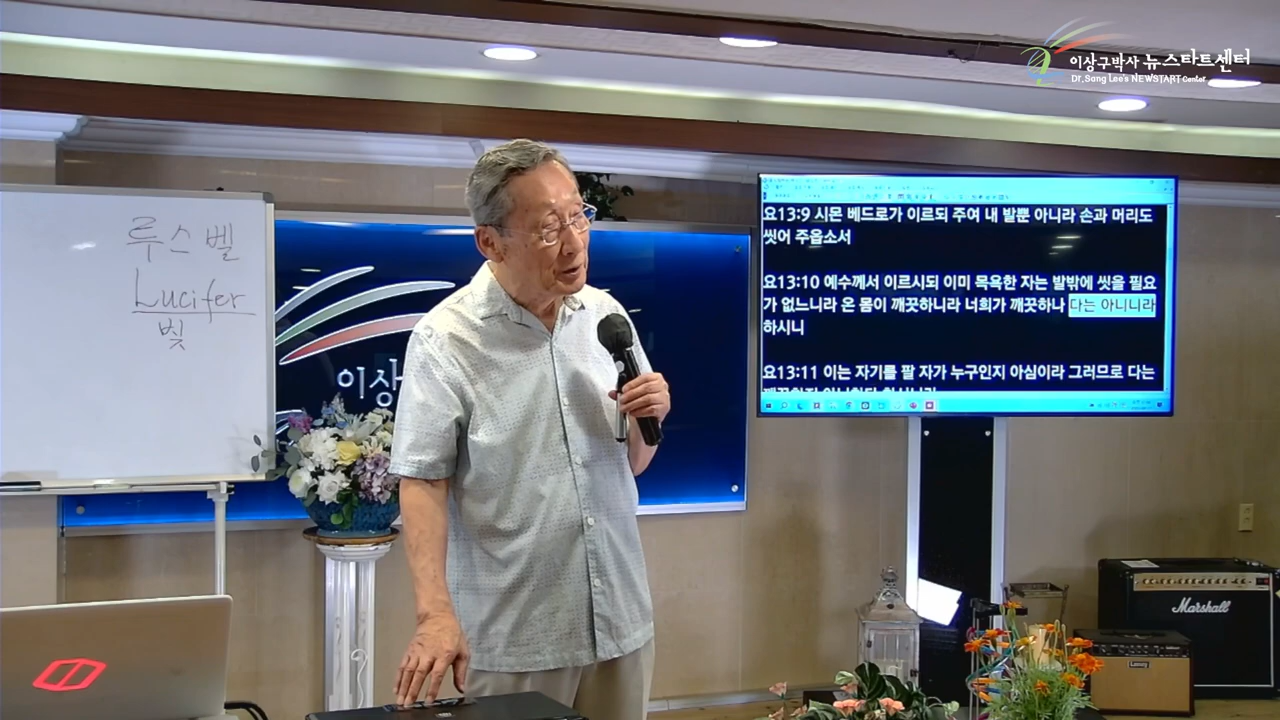 이상구박사 뉴스타트센터
Dr. Sang Lee's NEWSTART Center
루스벨
Lucifer
빛
이상
요13:9 시몬 베드로가 이르되 주여 내 발뿐 아니라 손과 머리도
씻어 주옵소서
요13:10 예수께서 이르시되 이미 목욕한 자는 발밖에 씻을 필요
가 없느니라 온 몸이 깨끗하니라 너희가 깨끗하나 다는 아니니라
하시니
요13:11 이는 자기를 팔 자가 누구인지 아심이라 그러므로 다는
Marshall
Laney